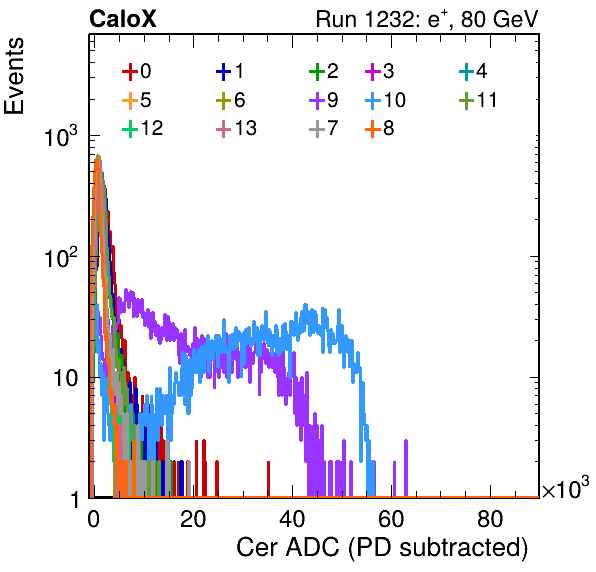 CaloX Run 1232: e⁺, 80 GeV
Events
0 1 2 3 4
5 6 9 10 11
12 13 7 8
10³
10²
10
1
0 20 40 60 80 ×10³
Cer ADC (PD subtracted)